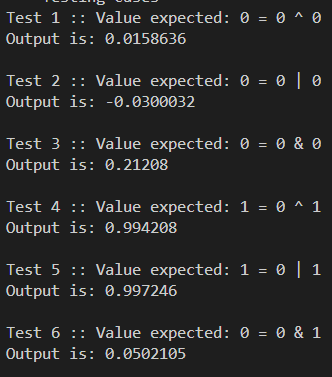 Test 1 :: Value expected: 0 = 0 ^ 0
Output is: 0.0158636
Test 2 :: Value expected: 0 = 0 | 0
Output is: -0.0300032
Test 3 :: Value expected: 0 = 0 & 0
Output is: 0.21208
Test 4 :: Value expected: 1 = 0 ^ 1
Output is: 0.994208
Test 5 :: Value expected: 1 = 0 | 1
Output is: 0.997246
Test 6 :: Value expected: 0 = 0 & 1
Output is: 0.0502105